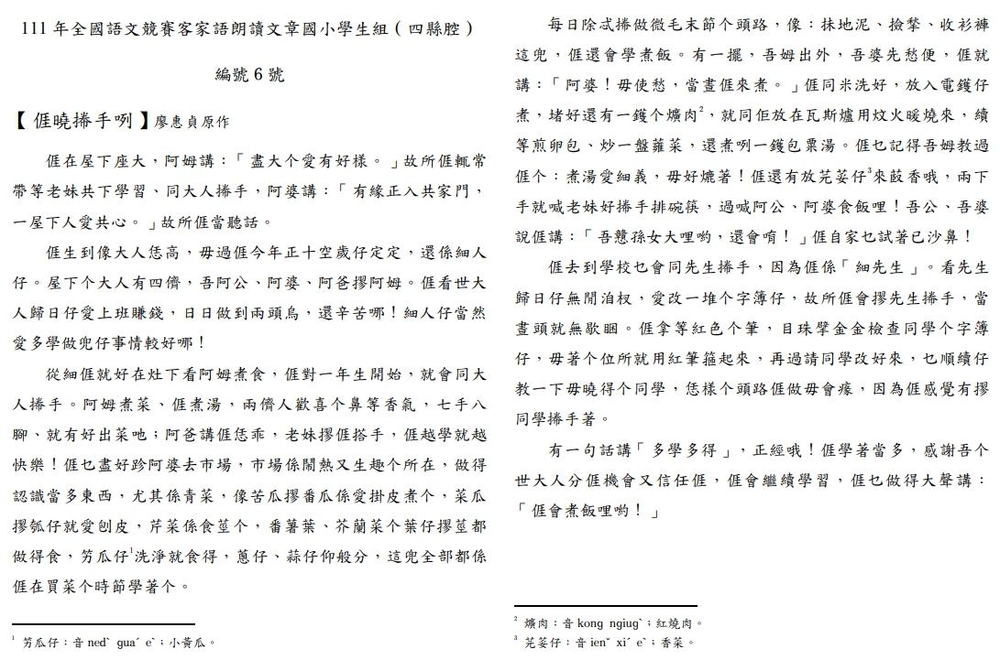 111 年全國語文競賽客家語朗讀文章國小學生組（四縣腔）
編號 6 號
【𠊎曉捲手咧】廖惠貞原作
𠊎在屋下座大，阿姆講：「盡大个愛有好樣。」故所𠊎輒常
帶等老妹共下學習、同大人捲手，阿婆講：「有緣正入共家門，
一屋下人愛共心。」故所𠊎當聽話。
𠊎生到像大人恁高，毋過𠊎今年正十空歲仔定定，還係細人
仔。屋下个大人有四儕，吾阿公、阿婆、阿爸摎阿姆。𠊎看世大
人歸日仔愛上班賺錢，日日做到兩頭烏，還辛苦哪！細人仔當然
愛多學做兜仔事情較好哪！
從細𠊎就好在灶下看阿姆煮食，𠊎對一年生開始，就會同大
人捲手。阿姆煮菜、𠊎煮湯，兩儕人歡喜个鼻等香氣，七手八
腳、就有好出菜吔；阿爸講𠊎恁乖，老妹摎𠊎搭手，𠊎越學就越
快樂！𠊎乜盡好跈阿婆去市場，市場係鬧熱又生趣个所在，做得
認識當多東西，尤其係青菜，像苦瓜摎番瓜係愛掛皮煮个，菜瓜
摎瓠仔就愛刨皮，芹菜係食莖个，番薯葉、芥蘭菜个葉仔摎莖都
做得食，竻瓜仔¹洗淨就食得，蔥仔、蒜仔仰般分，這兜全部都係
𠊎在買菜个時節學著个。
¹ 竻瓜仔：音 nedˋ guaˊ eˋ；小黃瓜。
每日除忒捲做微毛末節个頭路，像：抹地泥、撿拏、收衫褲
這兜，𠊎還會學煮飯。有一擺，吾姆出外，吾婆先愁便，𠊎就
講：「阿婆！毋使愁，當晝𠊎來煮。」𠊎同米洗好，放入電鑊仔
煮，堵好還有一鑊个爌肉²，就同佢放在瓦斯爐用炆火暖燒來，續
等煎卵包、炒一盤蕹菜，還煮咧一鑊包粟湯。𠊎乜記得吾姆教過
𠊎个：煮湯愛細義，毋好熝著！𠊎還有放芫荽仔³來敨香哦，兩下
手就喊老妹好捲手排碗筷，過喊阿公、阿婆食飯哩！吾公、吾婆
說𠊎講：「吾戇孫女大哩喲，還會唷！」𠊎自家乜試著已沙鼻！
𠊎去到學校乜會同先生捲手，因為𠊎係「細先生」。看先生
歸日仔無閒洎杈，愛改一堆个字簿仔，故所𠊎會摎先生捲手，當
晝頭就無歇睏。𠊎拿等紅色个筆，目珠擘金金檢查同學个字簿
仔，毋著个位所就用紅筆箍起來，再過請同學改好來，乜順續仔
教一下毋曉得个同學，恁樣个頭路𠊎做毋會𤸁，因為𠊎感覺有摎
同學捲手著。
有一句話講「多學多得」，正經哦！𠊎學著當多，感謝吾个
世大人分𠊎機會又信任𠊎，𠊎會繼續學習，𠊎乜做得大聲講：
「𠊎會煮飯哩喲！」
² 爌肉：音 kong ngiugˋ；紅燒肉。
³ 芫荽仔：音 ienˇ xiˊ eˋ；香菜。